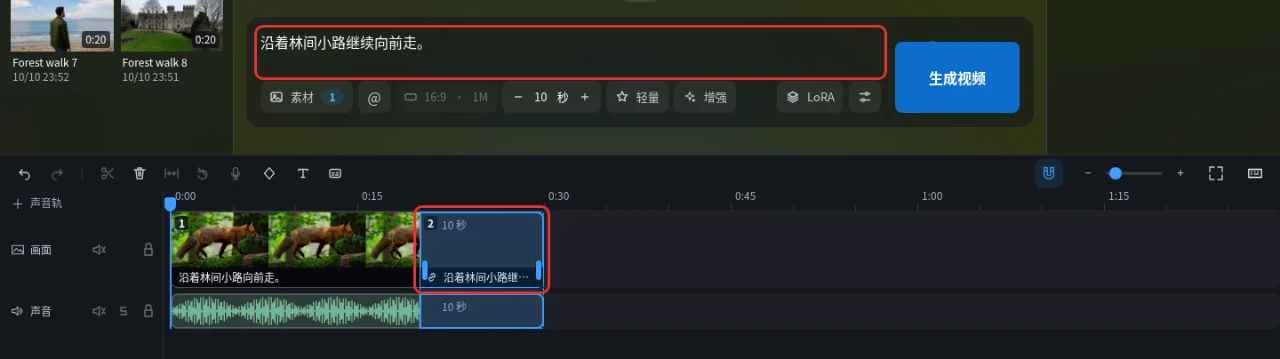 0:20
0:20
Forest walk 7
10/10 23:52
Forest walk 8
10/10 23:51
沿着林间小路继续向前走。
素材 1
@
16:9 · 1M
− 10 秒 +
轻量
增强
LoRA
生成视频
T
− +
+ 声音轨
0:00 0:15 0:30 0:45 1:00 1:15
画面
1
沿着林间小路向前走。
2 10 秒
沿着林间小路继…
声音 S
10 秒